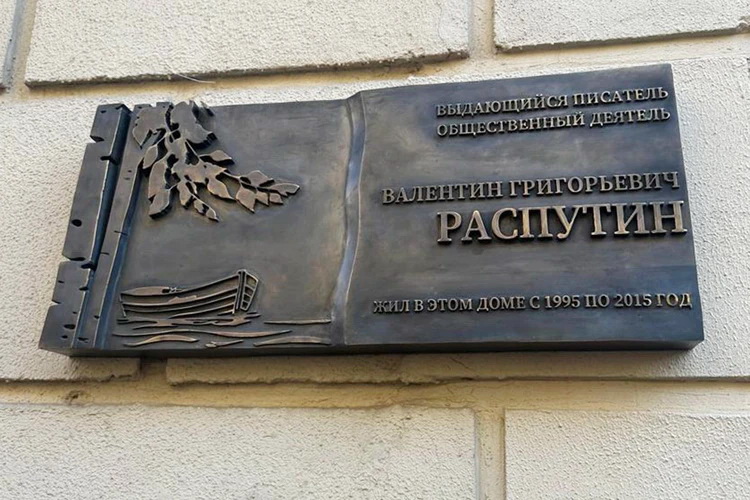 ВЫДАЮЩИЙСЯ ПИСАТЕЛЬ
ОБЩЕСТВЕННЫЙ ДЕЯТЕЛЬ
ВАЛЕНТИН ГРИГОРЬЕВИЧ
РАСПУТИН
ЖИЛ В ЭТОМ ДОМЕ С 1995 ПО 2015 ГОД